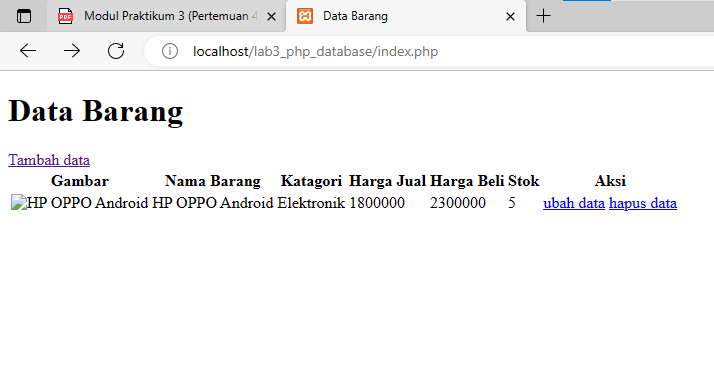 Modul Praktikum 3 (Pertemuan 4
Data Barang
localhost/lab3_php_database/index.php
Data Barang
Tambah data
Gambar Nama Barang Katagori Harga Jual Harga Beli Stok Aksi
HP OPPO Android HP OPPO Android Elektronik 1800000 2300000 5 ubah data hapus data